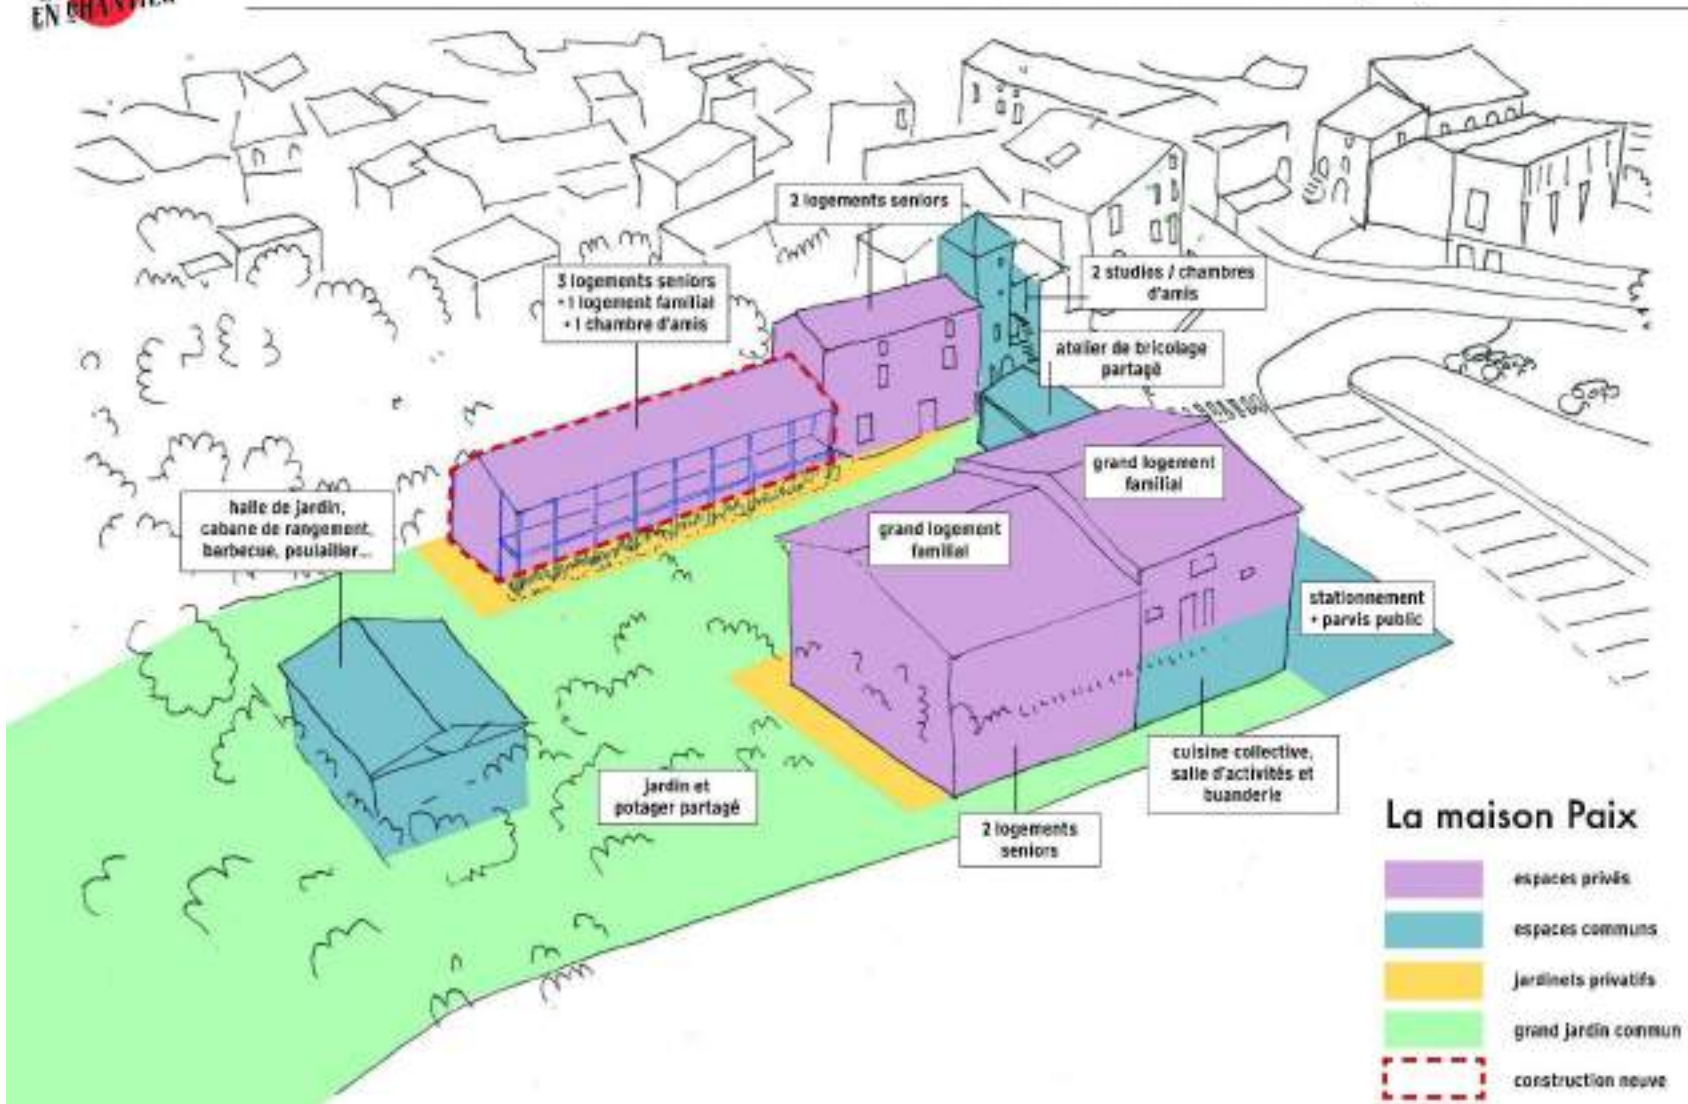 EN CHANTIER
2 logements seniors
3 logements seniors
+ 1 logement familial
+ 1 chambre d'amis
2 studios / chambres
d'amis
atelier de bricolage
partagé
grand logement
familial
halle de jardin,
cabane de rangement,
barbecue, poulailler...
grand logement
familial
stationnement
+ parvis public
jardin et
potager partagé
cuisine collective,
salle d'activités et
buanderie
2 logements
seniors
La maison Paix
espaces privés
espaces communs
jardinets privatifs
grand jardin commun
construction neuve